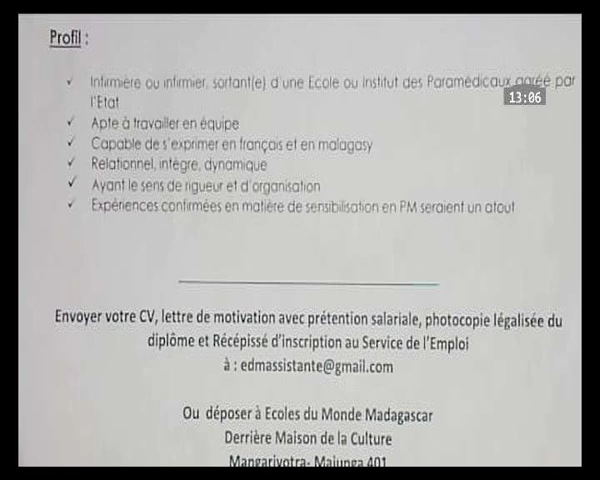 Profil :
✓ Infirmière ou infirmier, sortant(e) d'une Ecole ou Institut des Paramédicaux agréé par
l'Etat
13:06
✓ Apte à travailler en équipe
✓ Capable de s'exprimer en français et en malagasy
✓ Relationnel, intègre, dynamique
✓ Ayant le sens de rigueur et d'organisation
✓ Expériences confirmées en matière de sensibilisation en PM seraient un atout
Envoyer votre CV, lettre de motivation avec prétention salariale, photocopie légalisée du
diplôme et Récépissé d'inscription au Service de l'Emploi
à : edmassistante@gmail.com
Ou déposer à Ecoles du Monde Madagascar
Derrière Maison de la Culture
Mangarivotra- Majunga 401